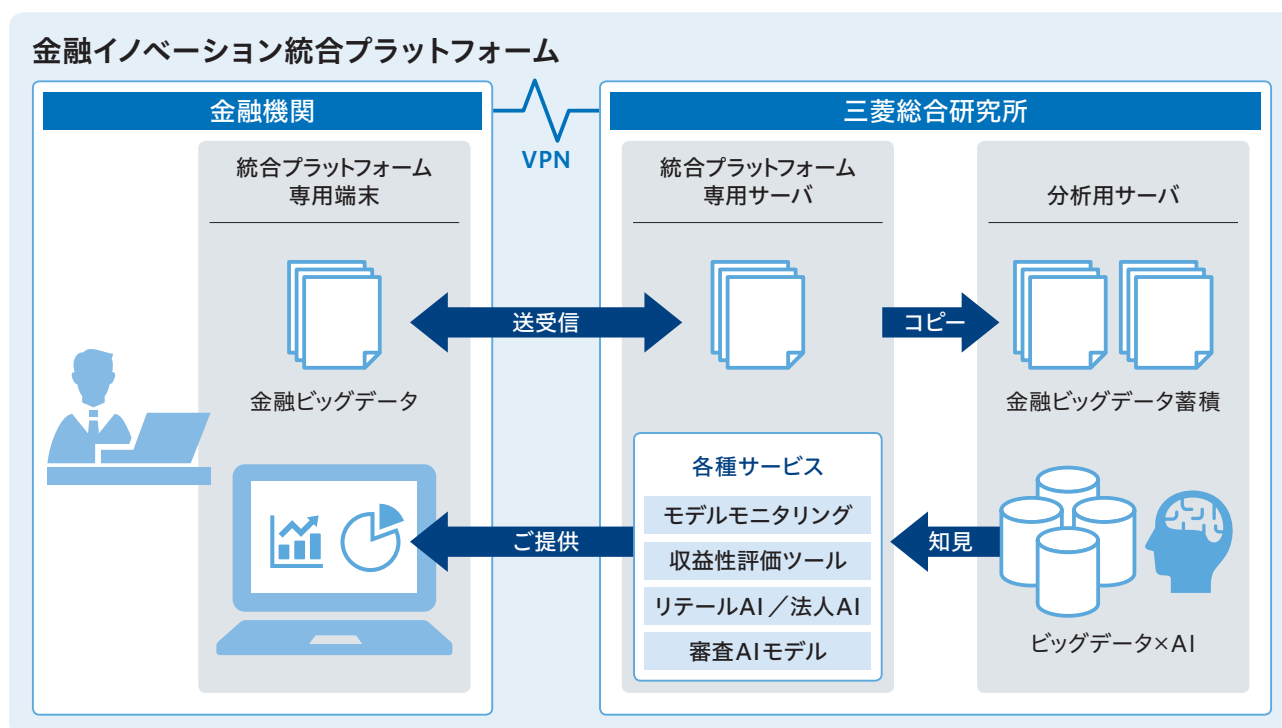 金融イノベーション統合プラットフォーム
金融機関
VPN
三菱総合研究所
統合プラットフォーム
専用端末
統合プラットフォーム
専用サーバ
分析用サーバ
送受信
コピー
金融ビッグデータ
金融ビッグデータ蓄積
各種サービス
モデルモニタリング
収益性評価ツール
リテールAI／法人AI
審査AIモデル
ご提供
知見
ビッグデータ×AI